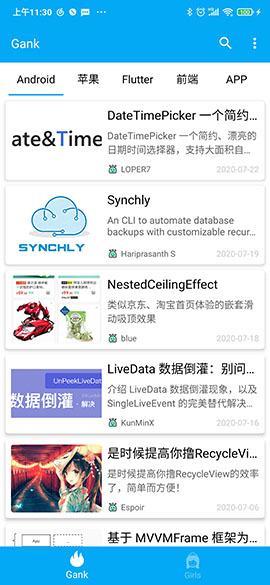 上午11:30
Gank
Android 苹果 Flutter 前端 APP
DateTimePicker 一个简约...
ate&Time
DateTimePicker 一个简约、漂亮的
日期时间选择器，支持大面积自...
LOPER7 2020-07-22
Synchly
An CLI to automate database
backups with customizable recur...
SYNCHLY
Hariprasanth S 2020-07-19
NestedCeilingEffect
类似京东、淘宝首页体验的嵌套滑
动吸顶效果
blue 2020-07-18
LiveData 数据倒灌：别问...
UnPeekLiveData
数据倒灌
解决
介绍 LiveData 数据倒灌现象，以及
SingleLiveEvent 的完美替代解决...
KunMinX 2020-07-16
是时候提高你撸RecycleVie...
是时候提高你撸RecycleView的效率
了，简单而方便！
Espoir 2020-07-06
基于 MVVMFrame 框架为...
Gank Girls